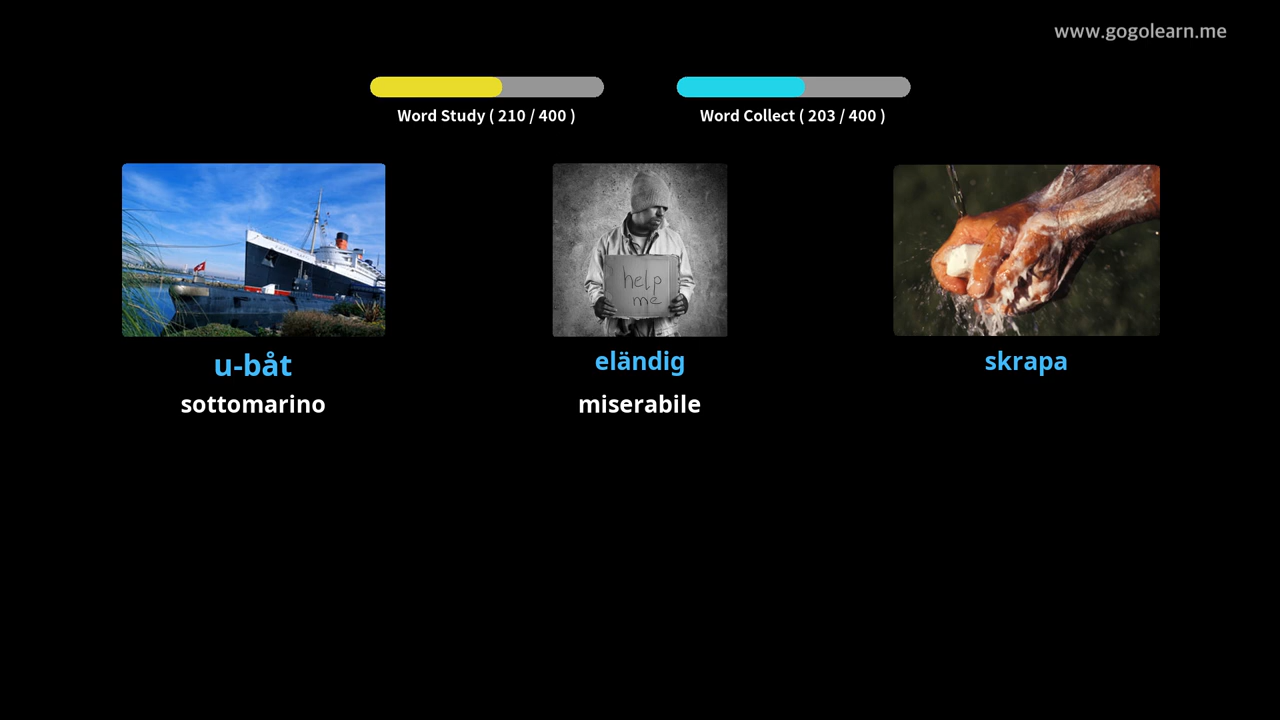 www.gogolearn.me
Word Study ( 210 / 400 )
Word Collect ( 203 / 400 )
help
me
u-båt
eländig
skrapa
sottomarino
miserabile